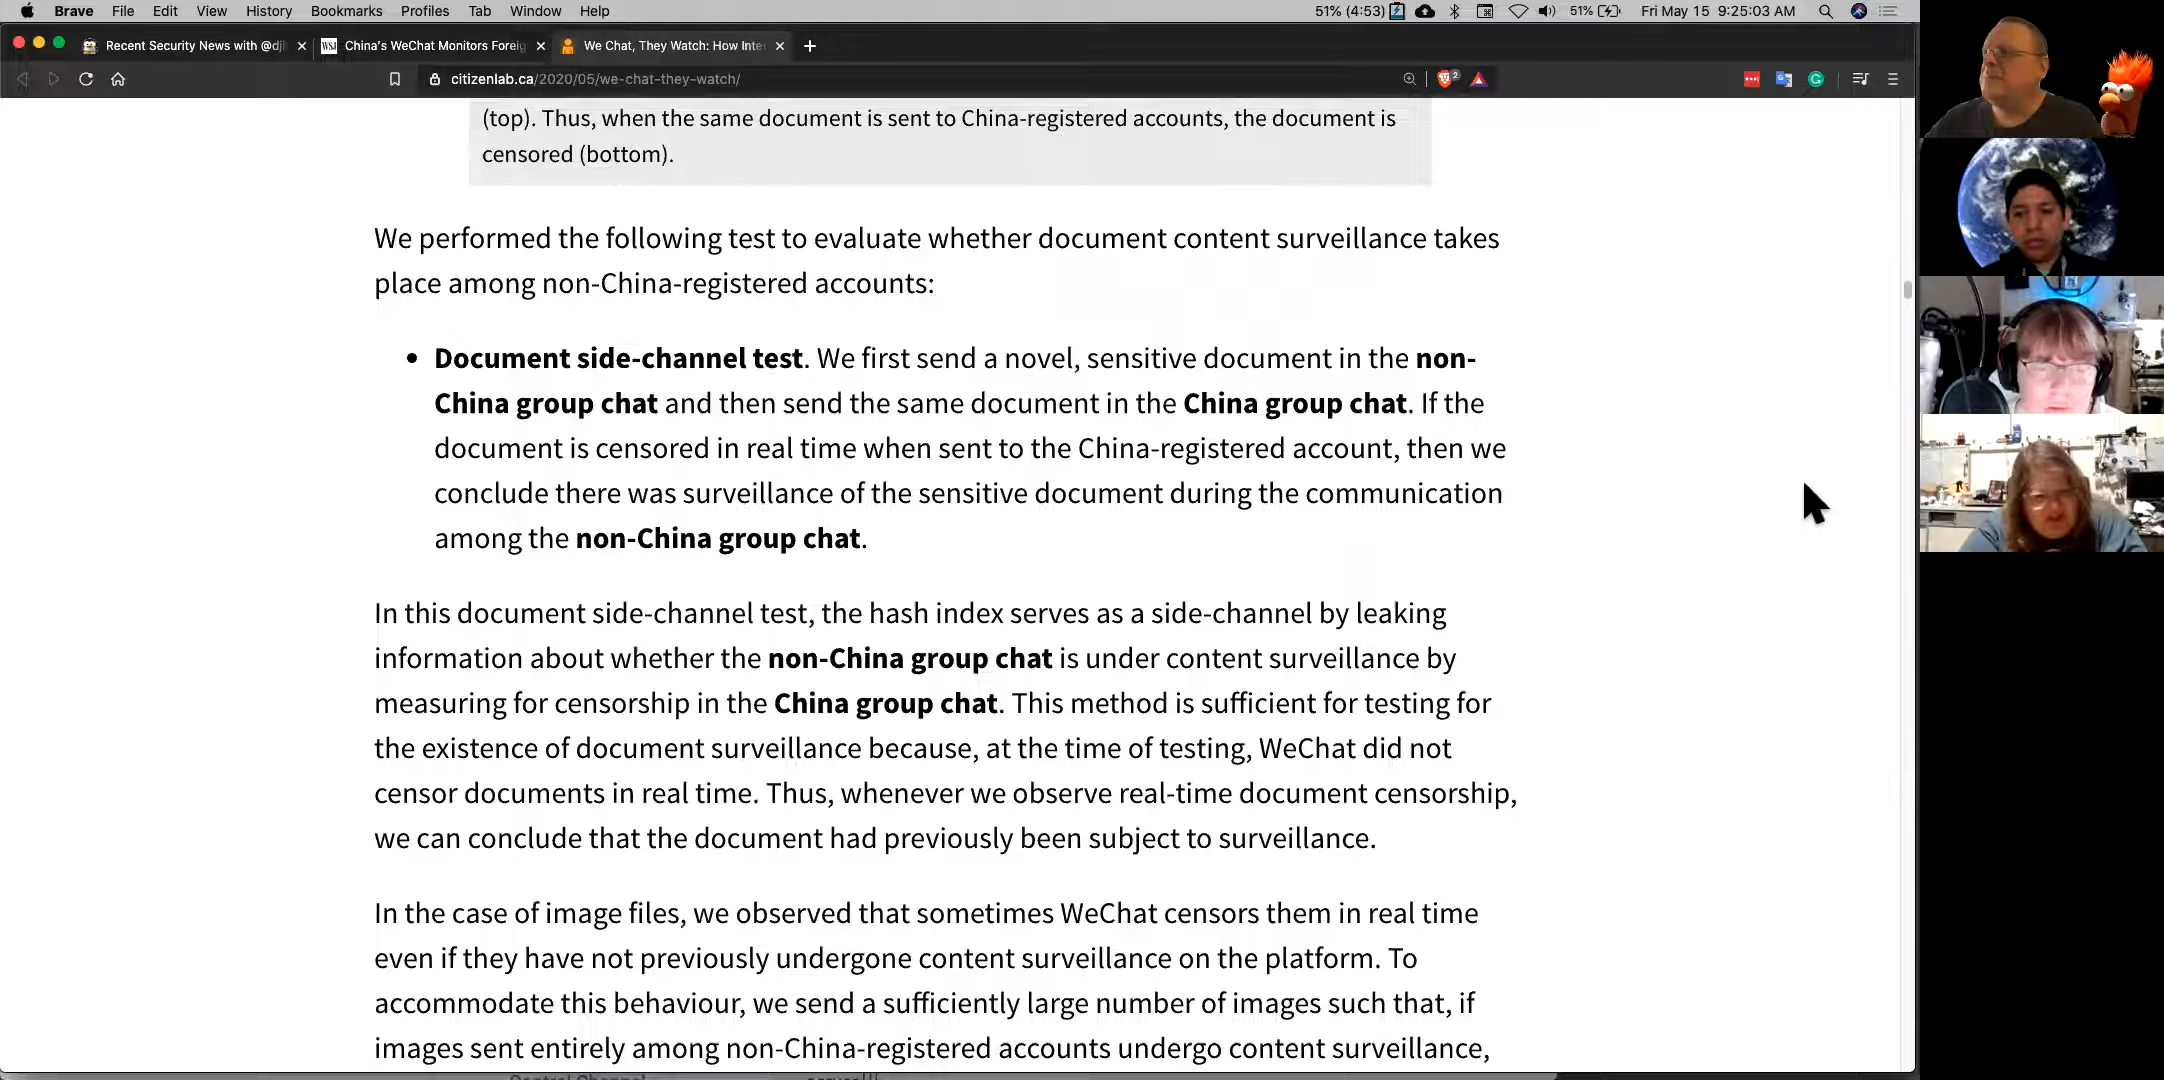 Brave File Edit View History Bookmarks Profiles Tab Window Help 51% (4:53) 51% Fri May 15 9:25:03 AM
Recent Security News with @dj China's WeChat Monitors Foreig We Chat, They Watch: How Inte
citizenlab.ca/2020/05/we-chat-they-watch/
(top). Thus, when the same document is sent to China-registered accounts, the document is
censored (bottom).
We performed the following test to evaluate whether document content surveillance takes
place among non-China-registered accounts:
• Document side-channel test. We first send a novel, sensitive document in the non-
China group chat and then send the same document in the China group chat. If the
document is censored in real time when sent to the China-registered account, then we
conclude there was surveillance of the sensitive document during the communication
among the non-China group chat.
In this document side-channel test, the hash index serves as a side-channel by leaking
information about whether the non-China group chat is under content surveillance by
measuring for censorship in the China group chat. This method is sufficient for testing for
the existence of document surveillance because, at the time of testing, WeChat did not
censor documents in real time. Thus, whenever we observe real-time document censorship,
we can conclude that the document had previously been subject to surveillance.
In the case of image files, we observed that sometimes WeChat censors them in real time
even if they have not previously undergone content surveillance on the platform. To
accommodate this behaviour, we send a sufficiently large number of images such that, if
images sent entirely among non-China-registered accounts undergo content surveillance,